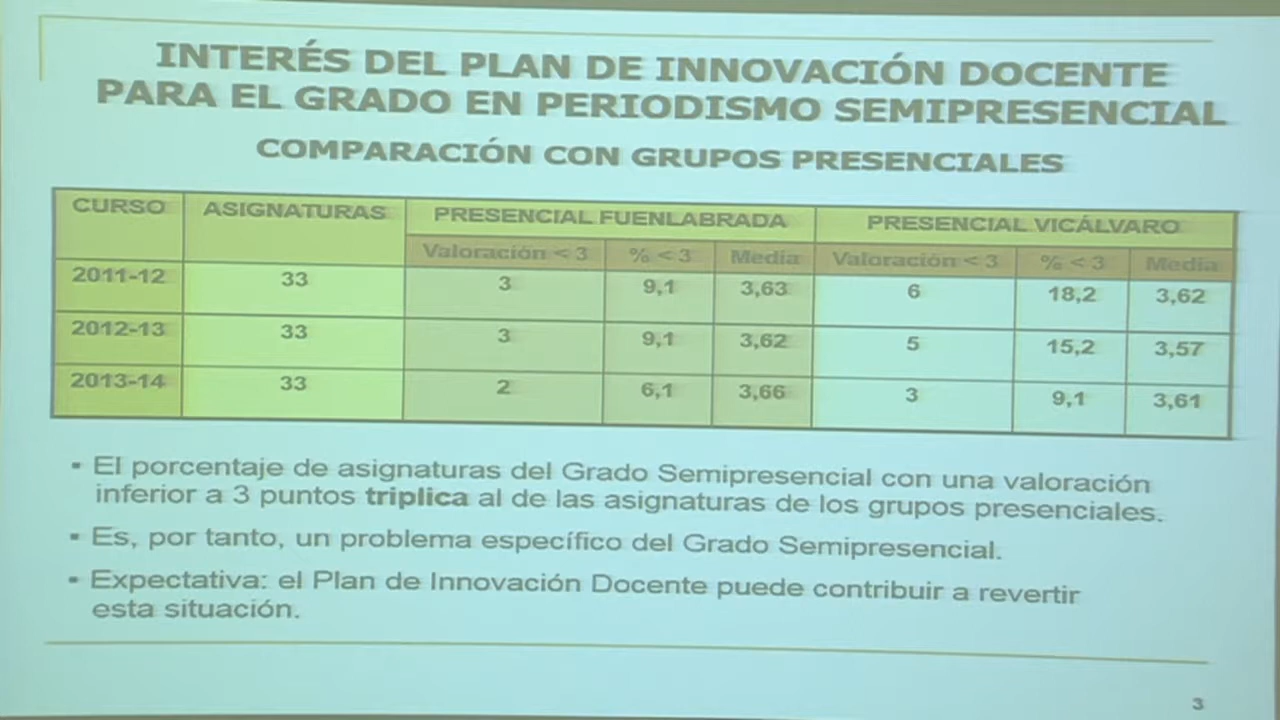 INTERÉS DEL PLAN DE INNOVACIÓN DOCENTE
PARA EL GRADO EN PERIODISMO SEMIPRESENCIAL
COMPARACIÓN CON GRUPOS PRESENCIALES
CURSO ASIGNATURAS PRESENCIAL FUENLABRADA PRESENCIAL VICÁLVARO
Valoración < 3 % < 3 Media Valoración < 3 % < 3 Media
2011-12 33 3 9,1 3,63 6 18,2 3,62
2012-13 33 3 9,1 3,62 5 15,2 3,57
2013-14 33 2 6,1 3,66 3 9,1 3,61
▪ El porcentaje de asignaturas del Grado Semipresencial con una valoración
inferior a 3 puntos triplica al de las asignaturas de los grupos presenciales.
▪ Es, por tanto, un problema específico del Grado Semipresencial.
▪ Expectativa: el Plan de Innovación Docente puede contribuir a revertir
esta situación.
3